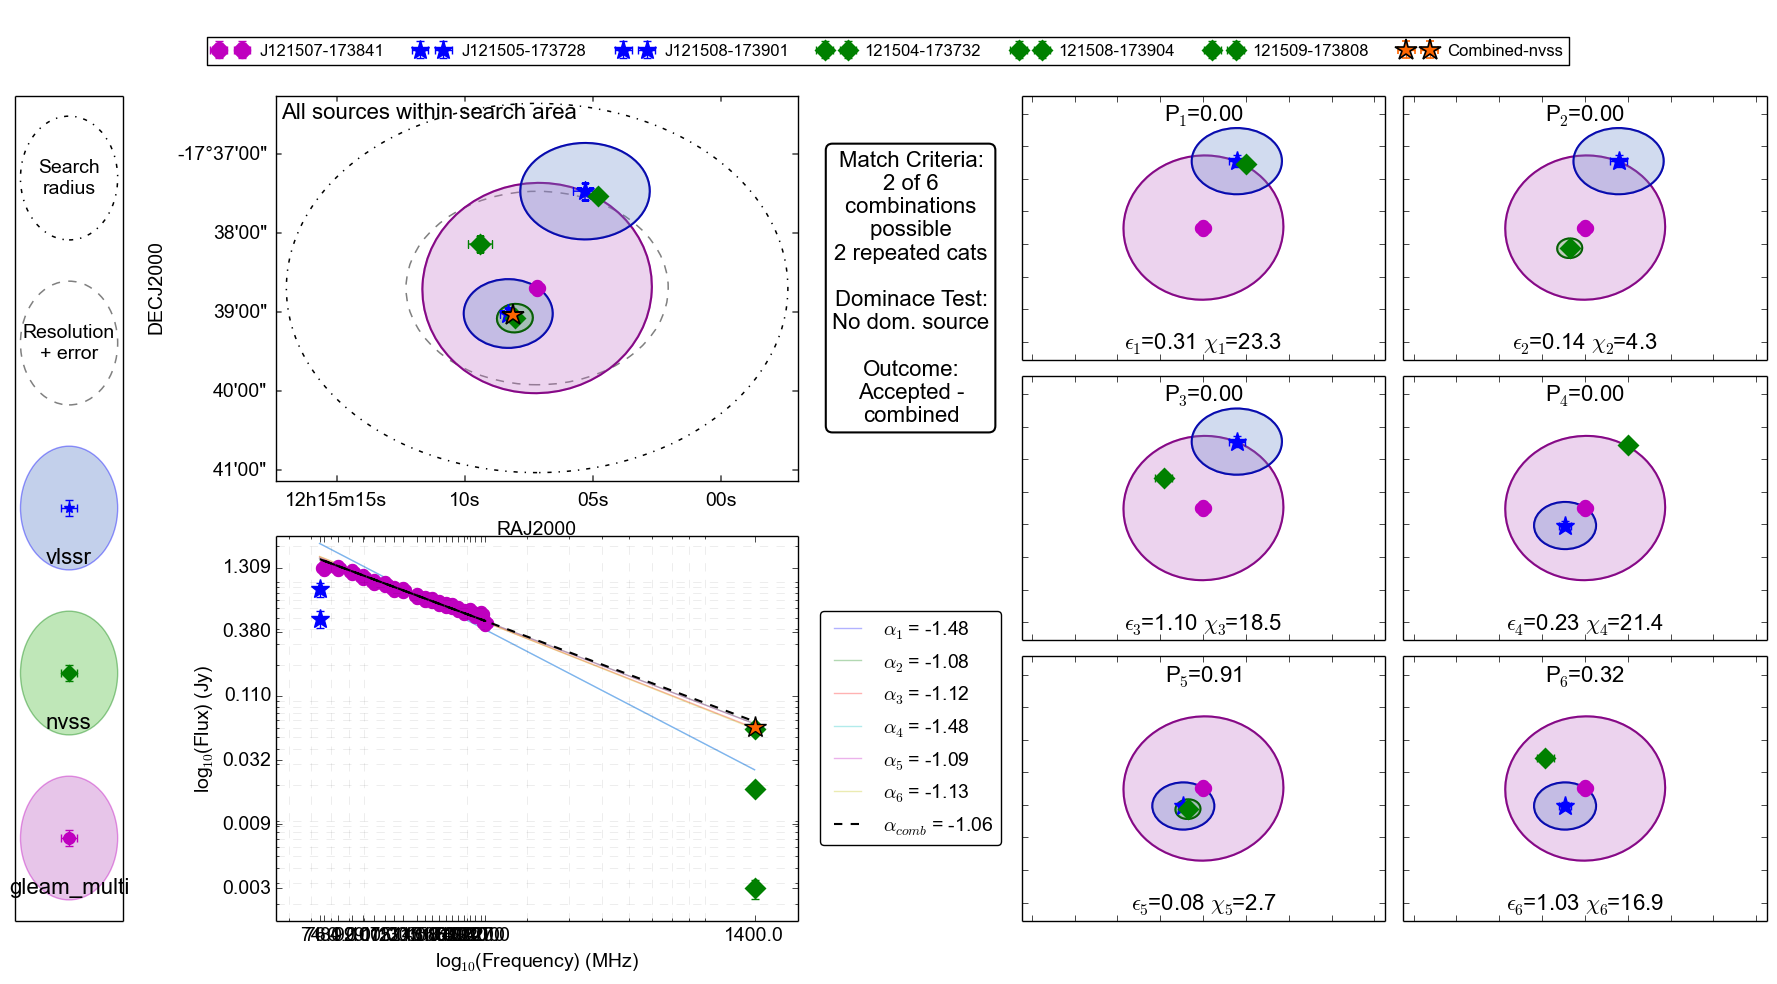 J121507-173841 J121505-173728 J121508-173901 121504-173732 121508-173904 121509-173808 Combined-nvss
Search
radius
Resolution
+ error
vlssr
nvss
gleam_multi
All sources within search area
DECJ2000
-17°37'00"
38'00"
39'00"
40'00"
41'00"
12h15m15s 10s 05s 00s
RAJ2000
Match Criteria:
2 of 6
combinations
possible
2 repeated cats
Dominace Test:
No dom. source
Outcome:
Accepted -
combined
log10(Flux) (Jy)
1.309
0.380
0.110
0.032
0.009
0.003
1400.0
log10(Frequency) (MHz)
α1 = -1.48
α2 = -1.08
α3 = -1.12
α4 = -1.48
α5 = -1.09
α6 = -1.13
αcomb = -1.06
P1=0.00
ϵ1=0.31 χ1=23.3
P2=0.00
ϵ2=0.14 χ2=4.3
P3=0.00
ϵ3=1.10 χ3=18.5
P4=0.00
ϵ4=0.23 χ4=21.4
P5=0.91
ϵ5=0.08 χ5=2.7
P6=0.32
ϵ6=1.03 χ6=16.9